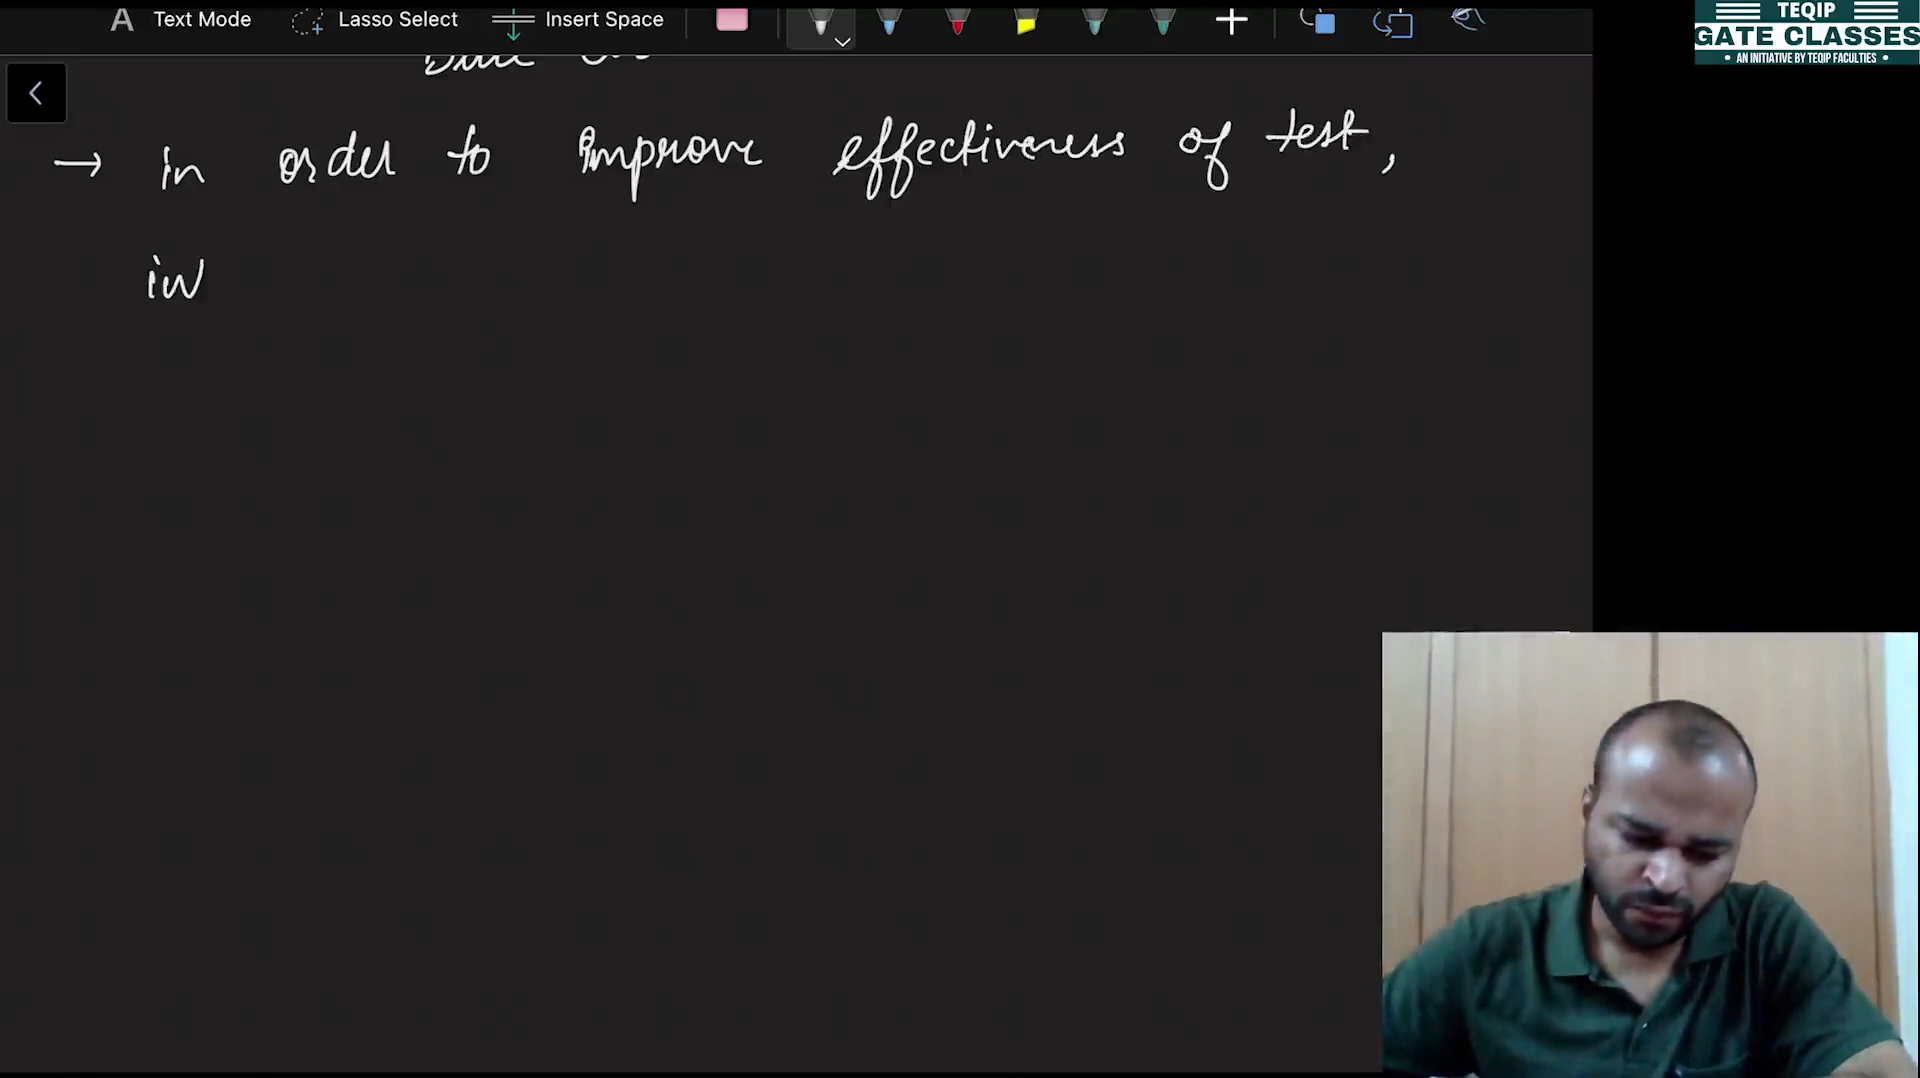 Text Mode Lasso Select Insert Space
TEQIP
GATE CLASSES
• AN INITIATIVE BY TEQIP FACULTIES •
→ in order to improve effectiveness of test,
in